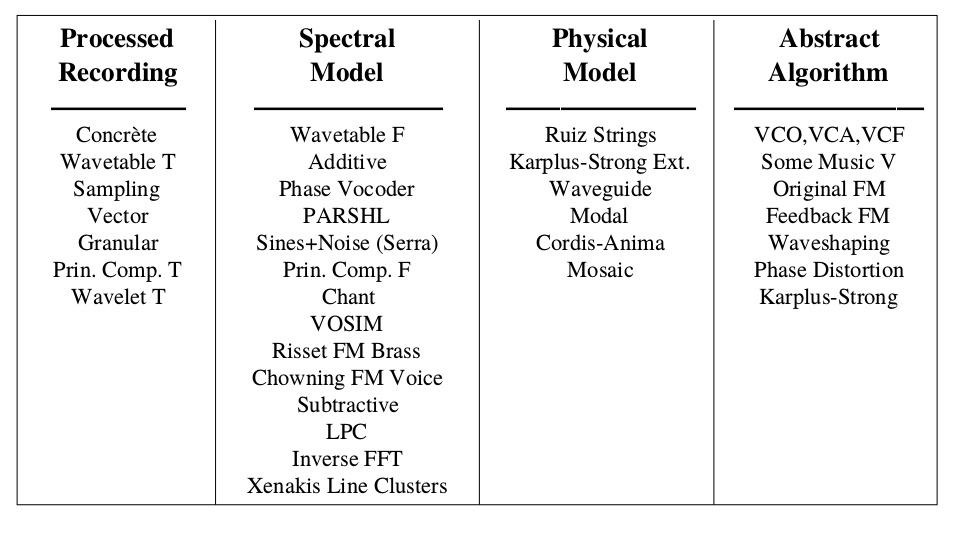 Processed
Recording
Concrète
Wavetable T
Sampling
Vector
Granular
Prin. Comp. T
Wavelet T
Spectral
Model
Wavetable F
Additive
Phase Vocoder
PARSHL
Sines+Noise (Serra)
Prin. Comp. F
Chant
VOSIM
Risset FM Brass
Chowning FM Voice
Subtractive
LPC
Inverse FFT
Xenakis Line Clusters
Physical
Model
Ruiz Strings
Karplus-Strong Ext.
Waveguide
Modal
Cordis-Anima
Mosaic
Abstract
Algorithm
VCO,VCA,VCF
Some Music V
Original FM
Feedback FM
Waveshaping
Phase Distortion
Karplus-Strong